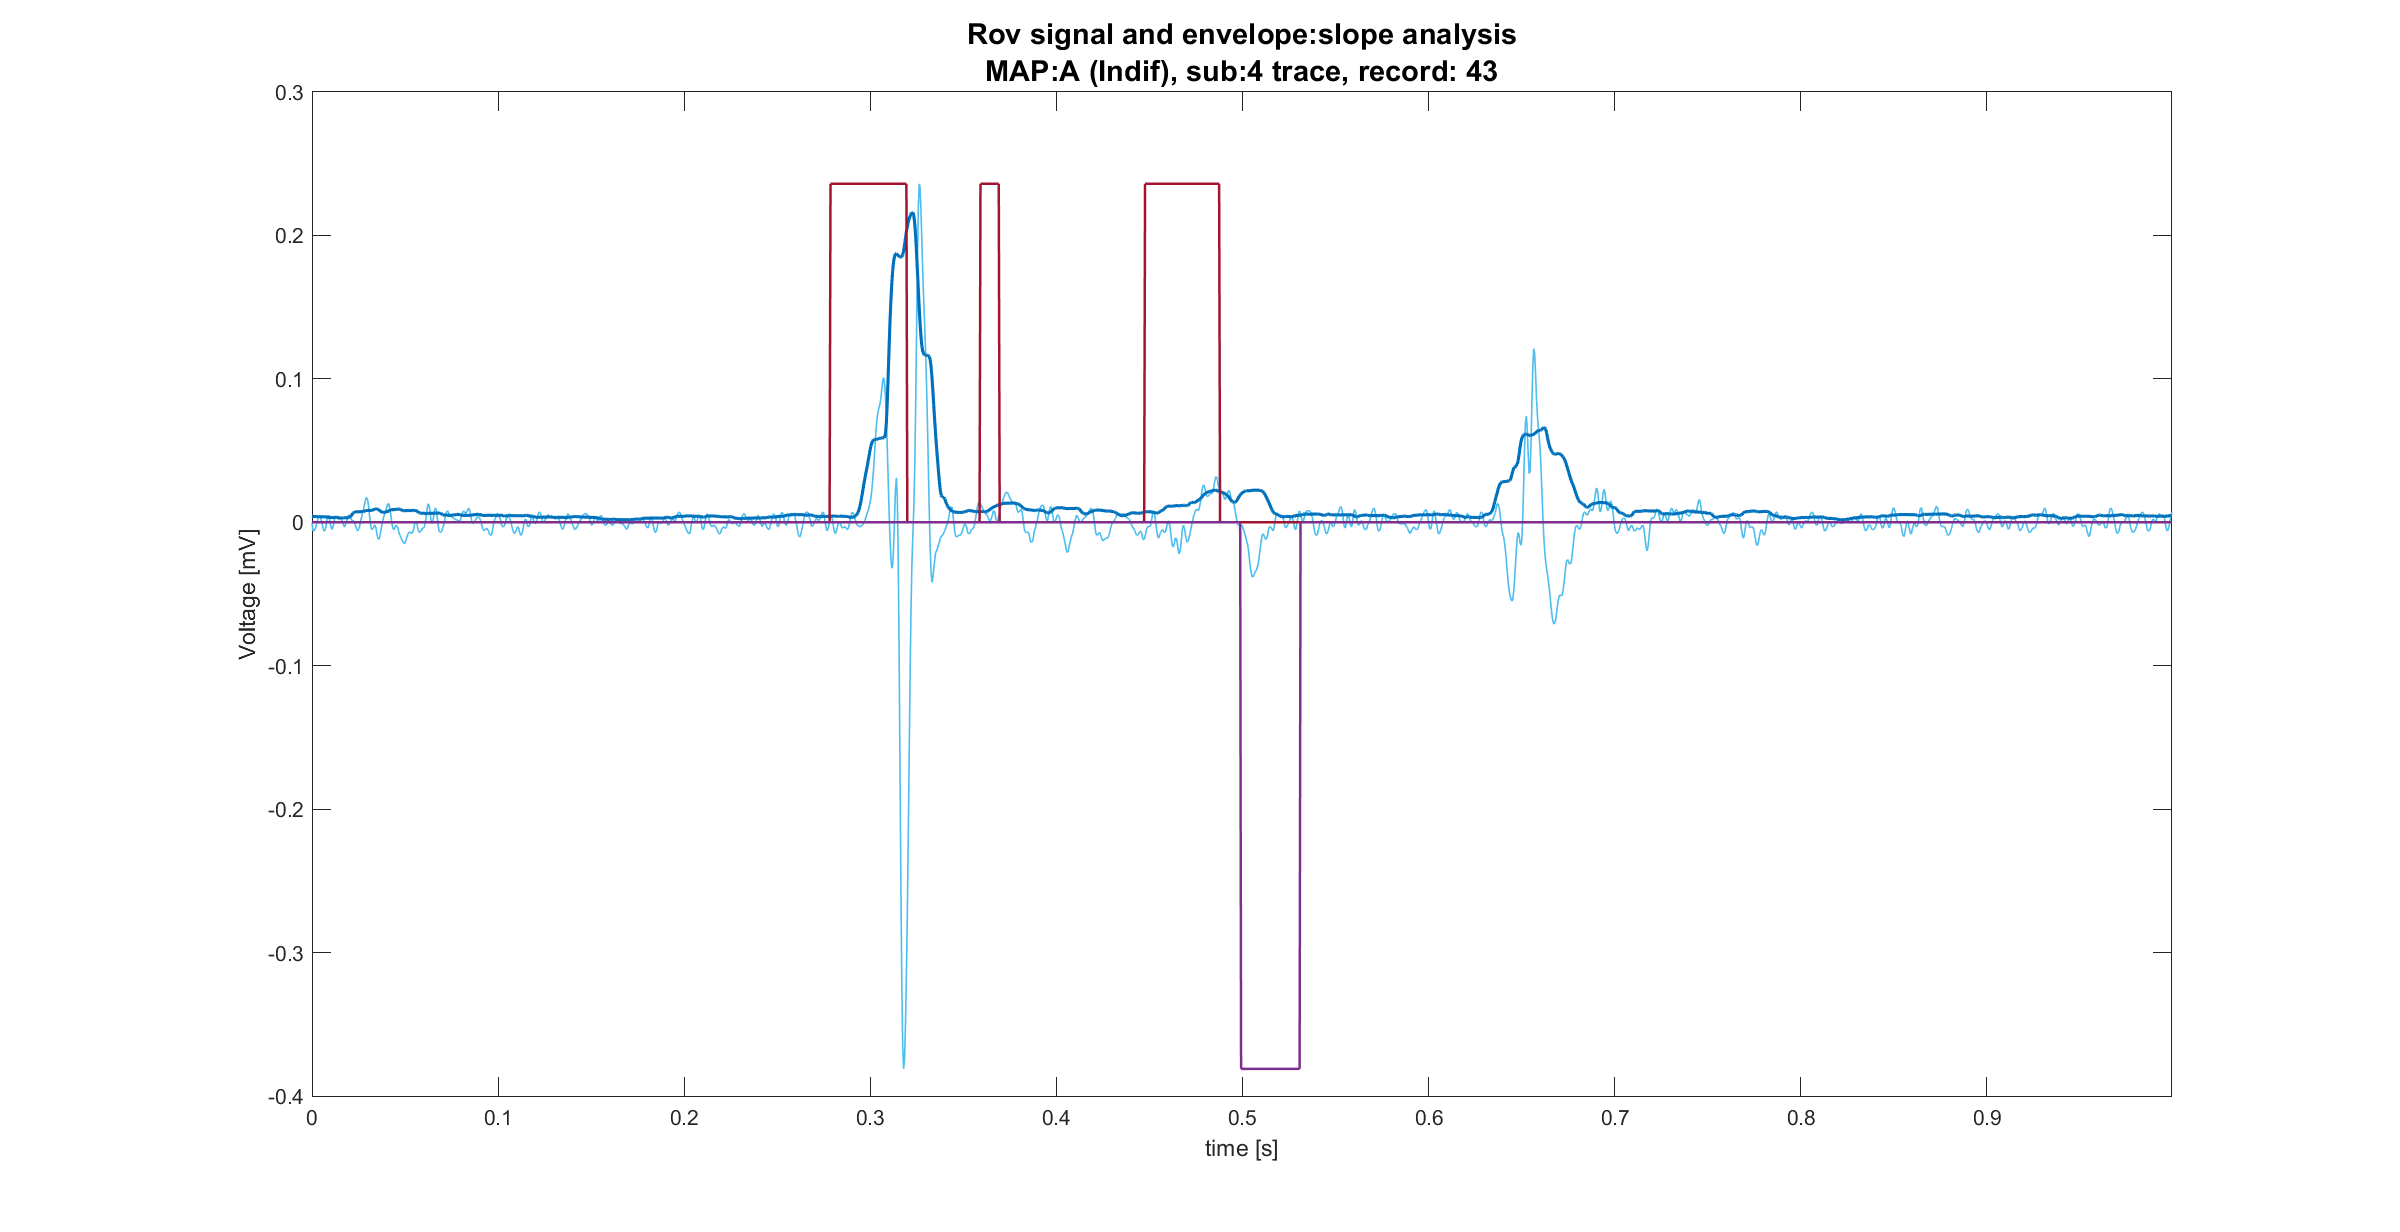 Rov signal and envelope:slope analysis
MAP:A (Indif), sub:4 trace, record: 43
0.3
0.2
0.1
0
-0.1
-0.2
-0.3
-0.4
Voltage [mV]
0 0.1 0.2 0.3 0.4 0.5 0.6 0.7 0.8 0.9
time [s]